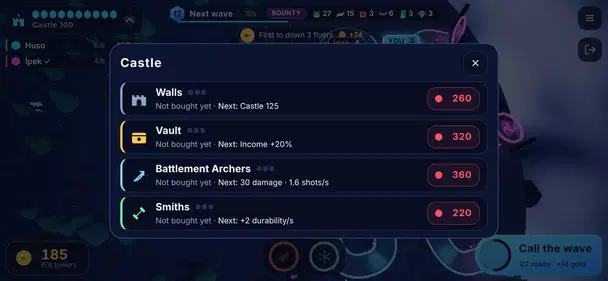 12 Next wave 10s BOUNTY 27 15 3 6 3 3
Castle 100
First to down 3 flyers +74
YOU
Huso 6/6
İpek ✓ 4/6
Castle
Walls
Not bought yet · Next: Castle 125
260
Vault
Not bought yet · Next: Income +20%
320
Battlement Archers
Not bought yet · Next: 30 damage · 1.6 shots/s
360
Smiths
Not bought yet · Next: +2 durability/s
220
185
6/6 towers
Call the wave
1/2 ready · +14 gold